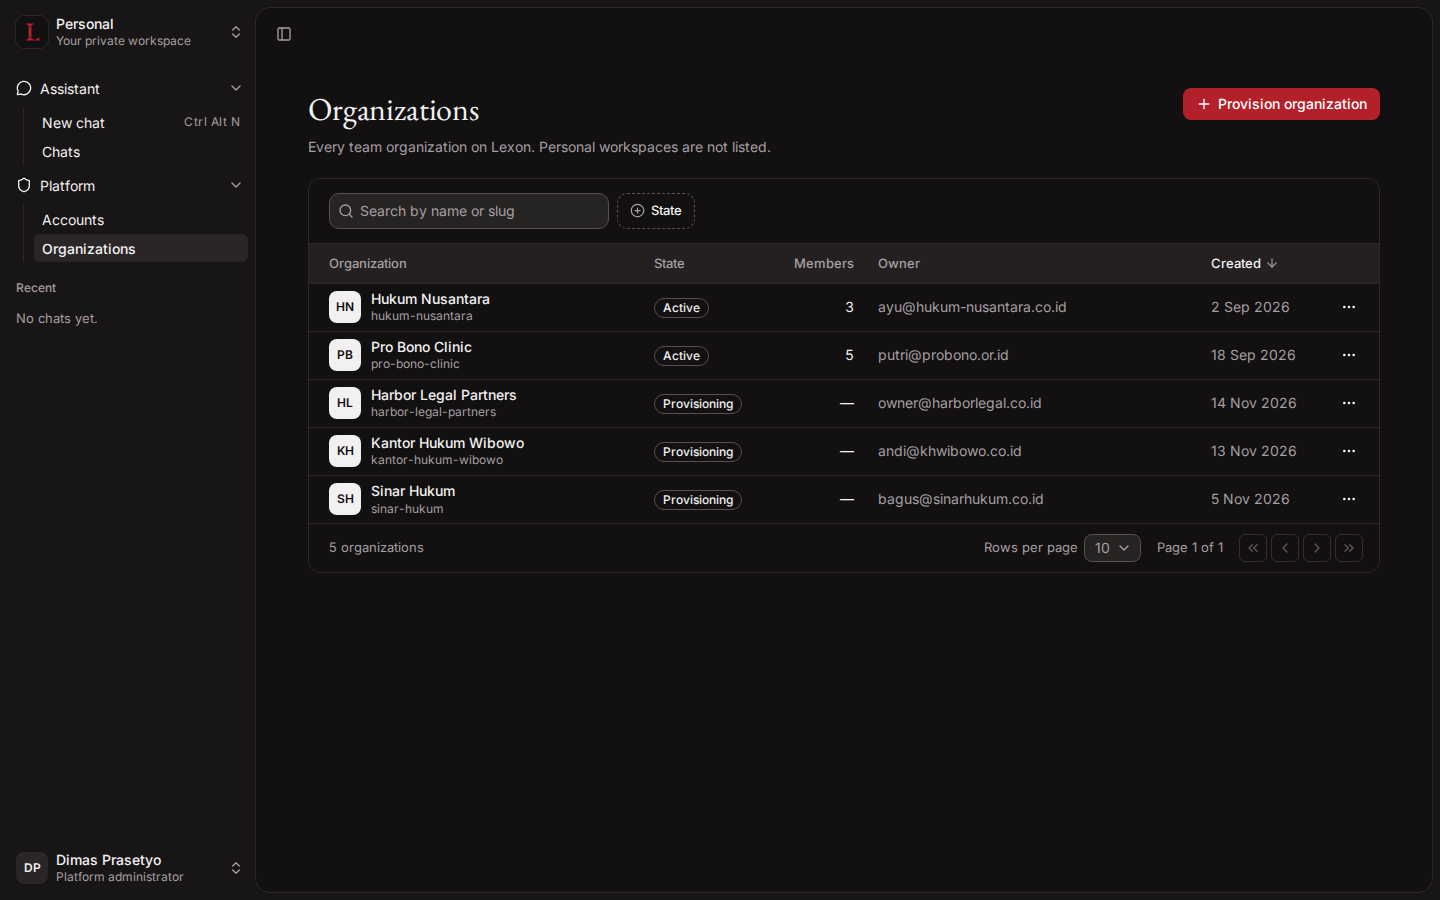 L
Personal
Your private workspace
Assistant
New chat Ctrl Alt N
Chats
Platform
Accounts
Organizations
Recent
No chats yet.
DP
Dimas Prasetyo
Platform administrator
Organizations
Every team organization on Lexon. Personal workspaces are not listed.
Provision organization
Search by name or slug
State
Organization State Members Owner Created
HN Hukum Nusantara
hukum-nusantara
Active 3 ayu@hukum-nusantara.co.id 2 Sep 2026
PB Pro Bono Clinic
pro-bono-clinic
Active 5 putri@probono.or.id 18 Sep 2026
HL Harbor Legal Partners
harbor-legal-partners
Provisioning — owner@harborlegal.co.id 14 Nov 2026
KH Kantor Hukum Wibowo
kantor-hukum-wibowo
Provisioning — andi@khwibowo.co.id 13 Nov 2026
SH Sinar Hukum
sinar-hukum
Provisioning — bagus@sinarhukum.co.id 5 Nov 2026
5 organizations Rows per page 10 Page 1 of 1